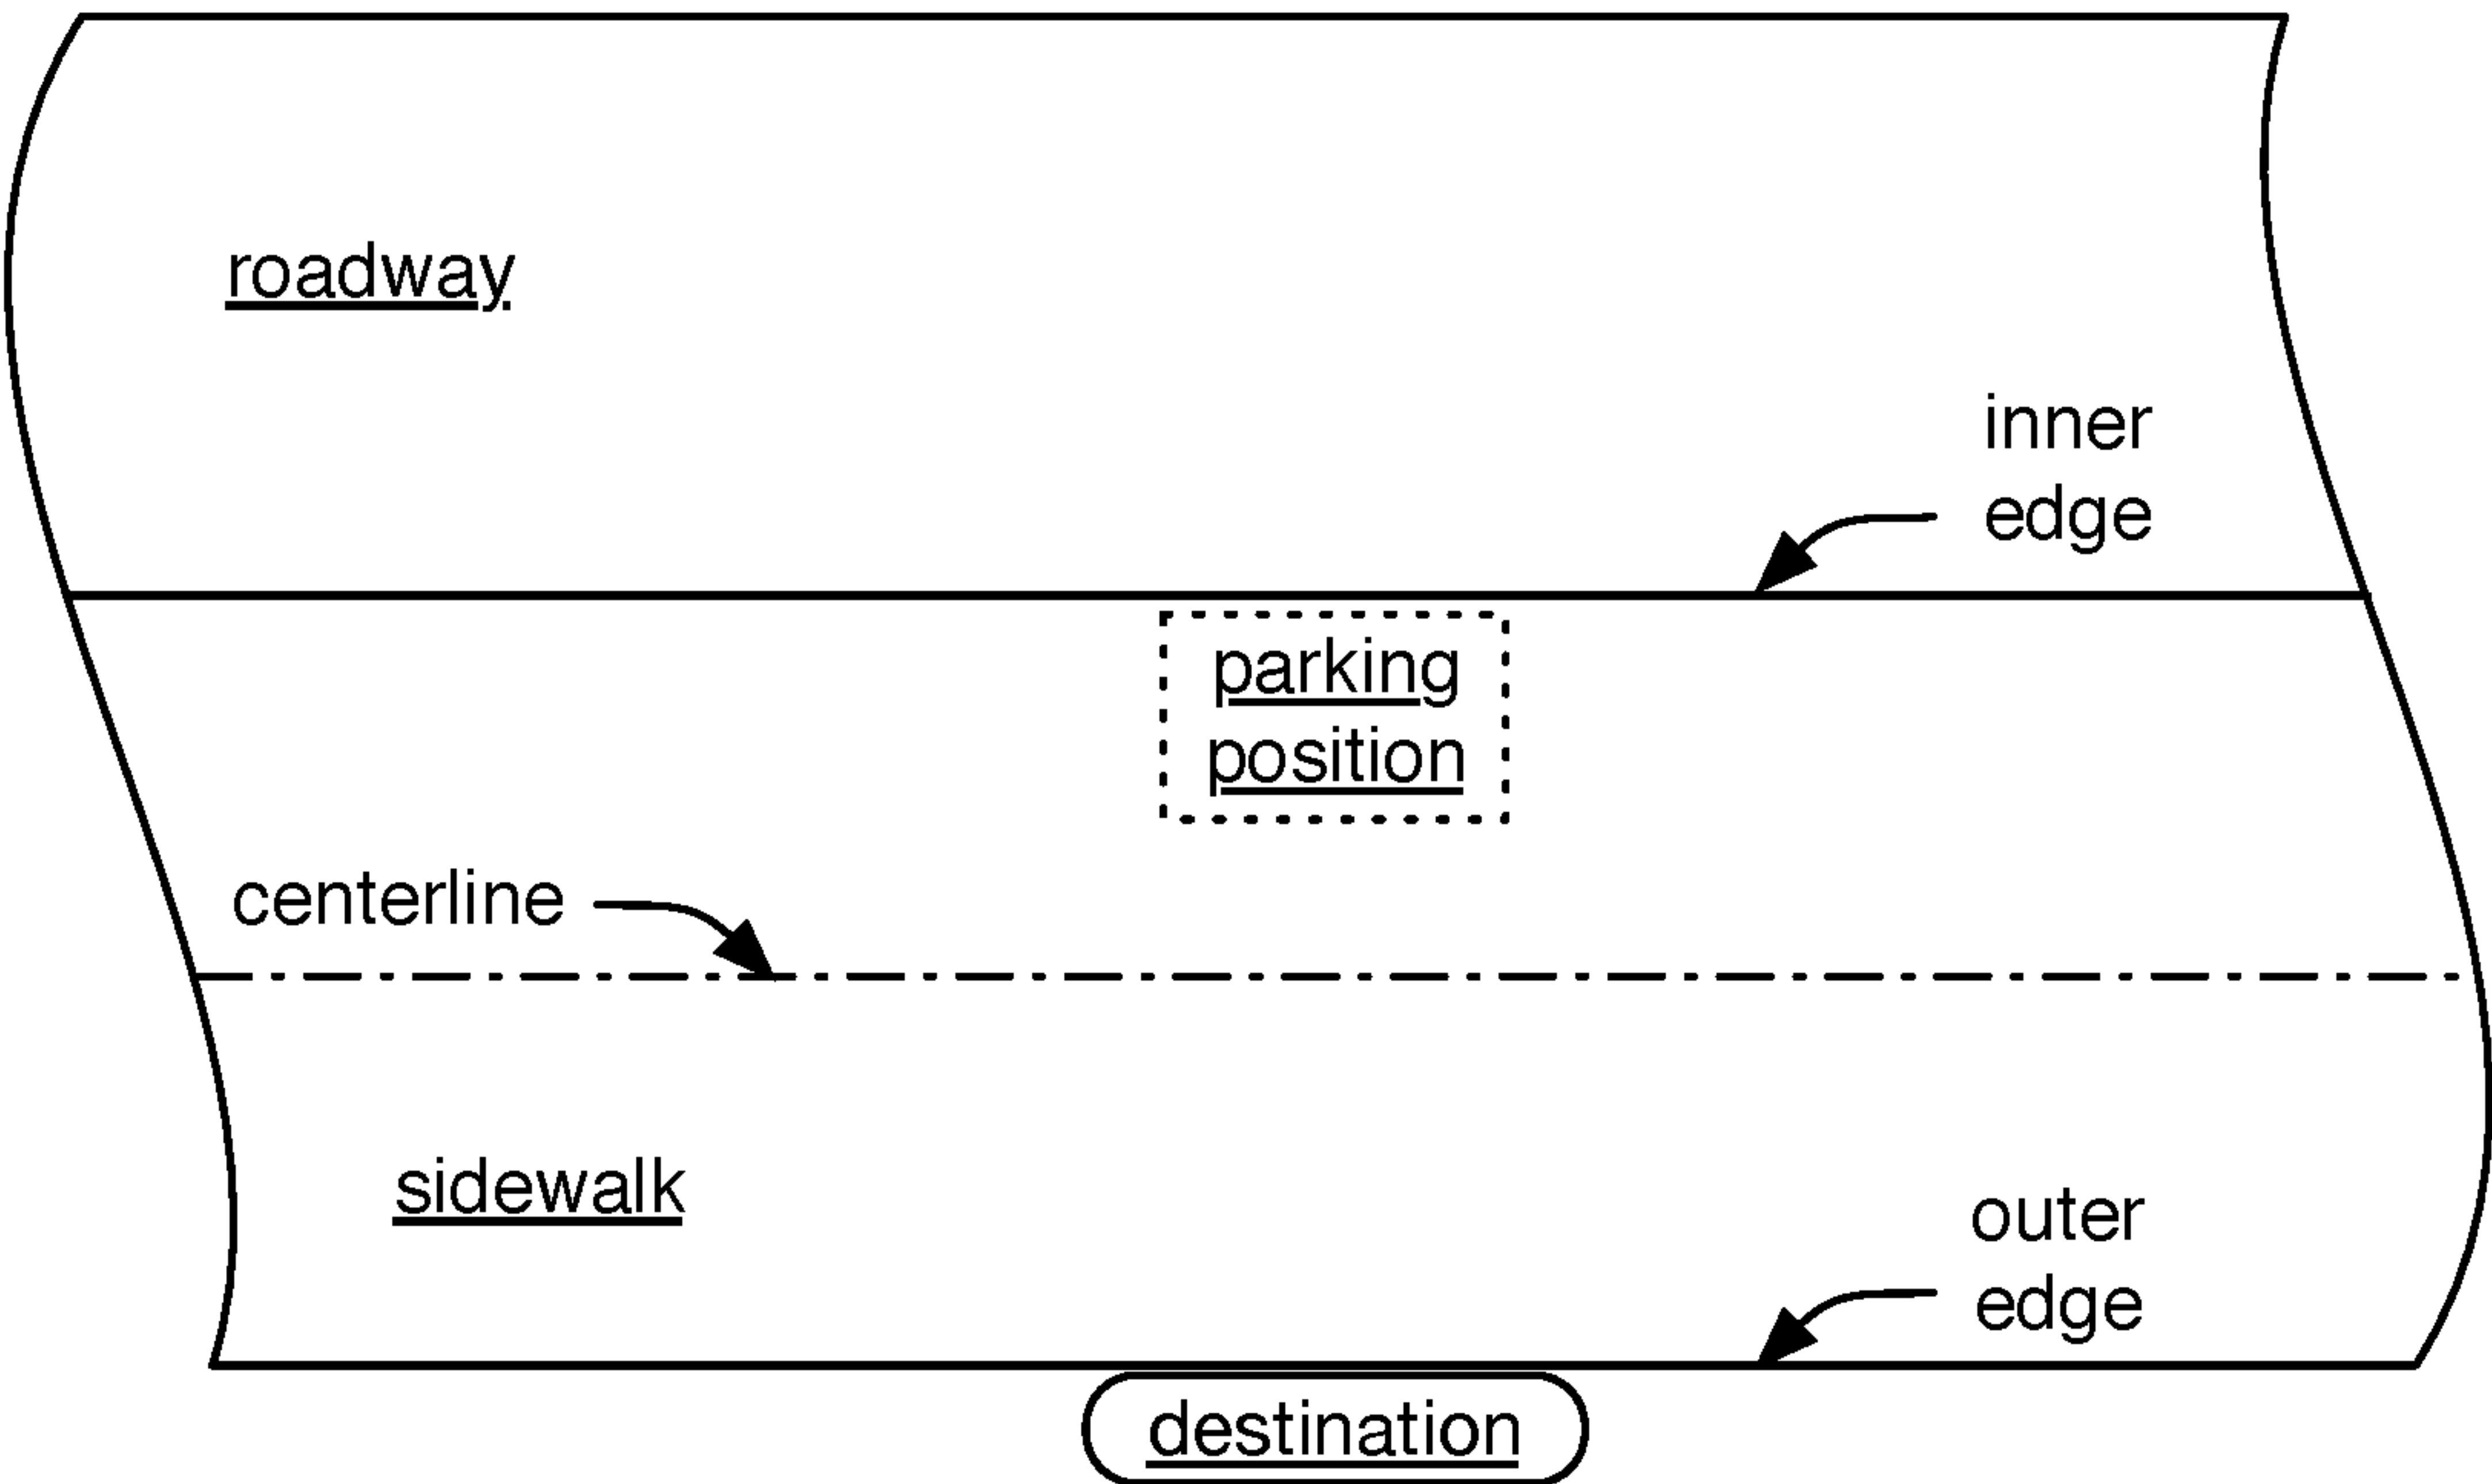 roadway
inner
edge
parking
position
centerline
sidewalk
outer
edge
destination